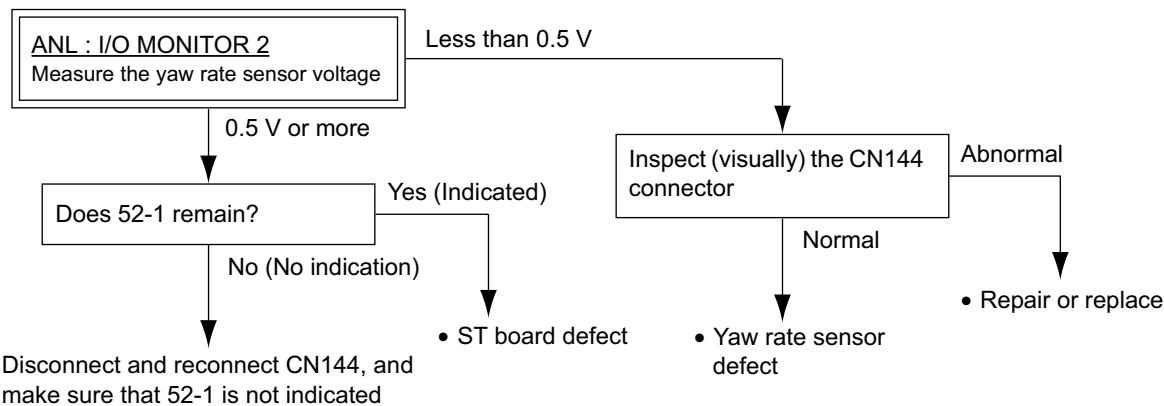 ANL : I/O MONITOR 2
Measure the yaw rate sensor voltage
Less than 0.5 V
0.5 V or more
Does 52-1 remain?
Yes (Indicated)
No (No indication)
• ST board defect
Disconnect and reconnect CN144, and
make sure that 52-1 is not indicated
Inspect (visually) the CN144
connector
Abnormal
Normal
• Repair or replace
• Yaw rate sensor
defect